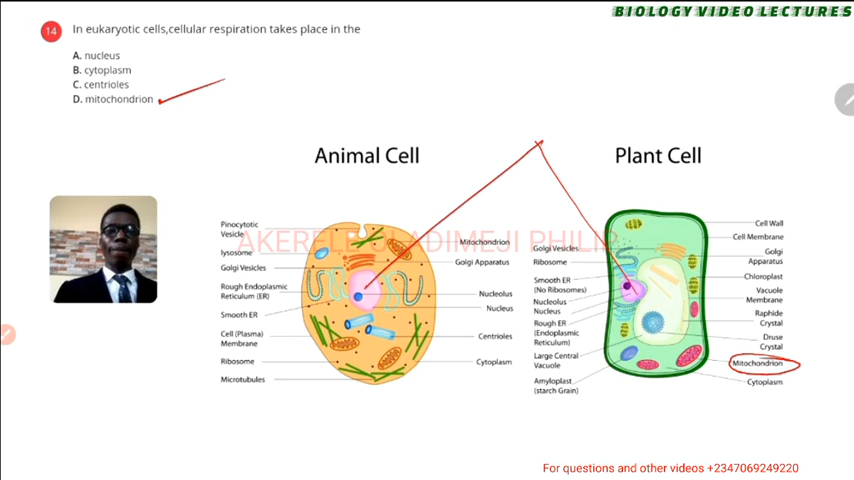 BIOLOGY VIDEO LECTURES
14 In eukaryotic cells,cellular respiration takes place in the
A. nucleus
B. cytoplasm
C. centrioles
D. mitochondrion
Animal Cell
Pinocytotic
Vesicle
lysosome
Golgi Vesicles
Rough Endoplasmic
Reticulum (ER)
Smooth ER
Cell (Plasma)
Membrane
Ribosome
Microtubules
Mitochondrion
Golgi Apparatus
Nucleolus
Nucleus
Centrioles
Cytoplasm
Plant Cell
Golgi Vesicles
Ribosome
Smooth ER
(No Ribosomes)
Nucleolus
Nucleus
Rough ER
(Endoplasmic
Reticulum)
Large Central
Vacuole
Amyloplast
(starch Grain)
Cell Wall
Cell Membrane
Golgi
Apparatus
Chloroplast
Vacuole
Membrane
Raphide
Crystal
Druse
Crystal
Mitochondrion
Cytoplasm
AKERELE OLADIMEJI PHILIP
For questions and other videos +2347069249220